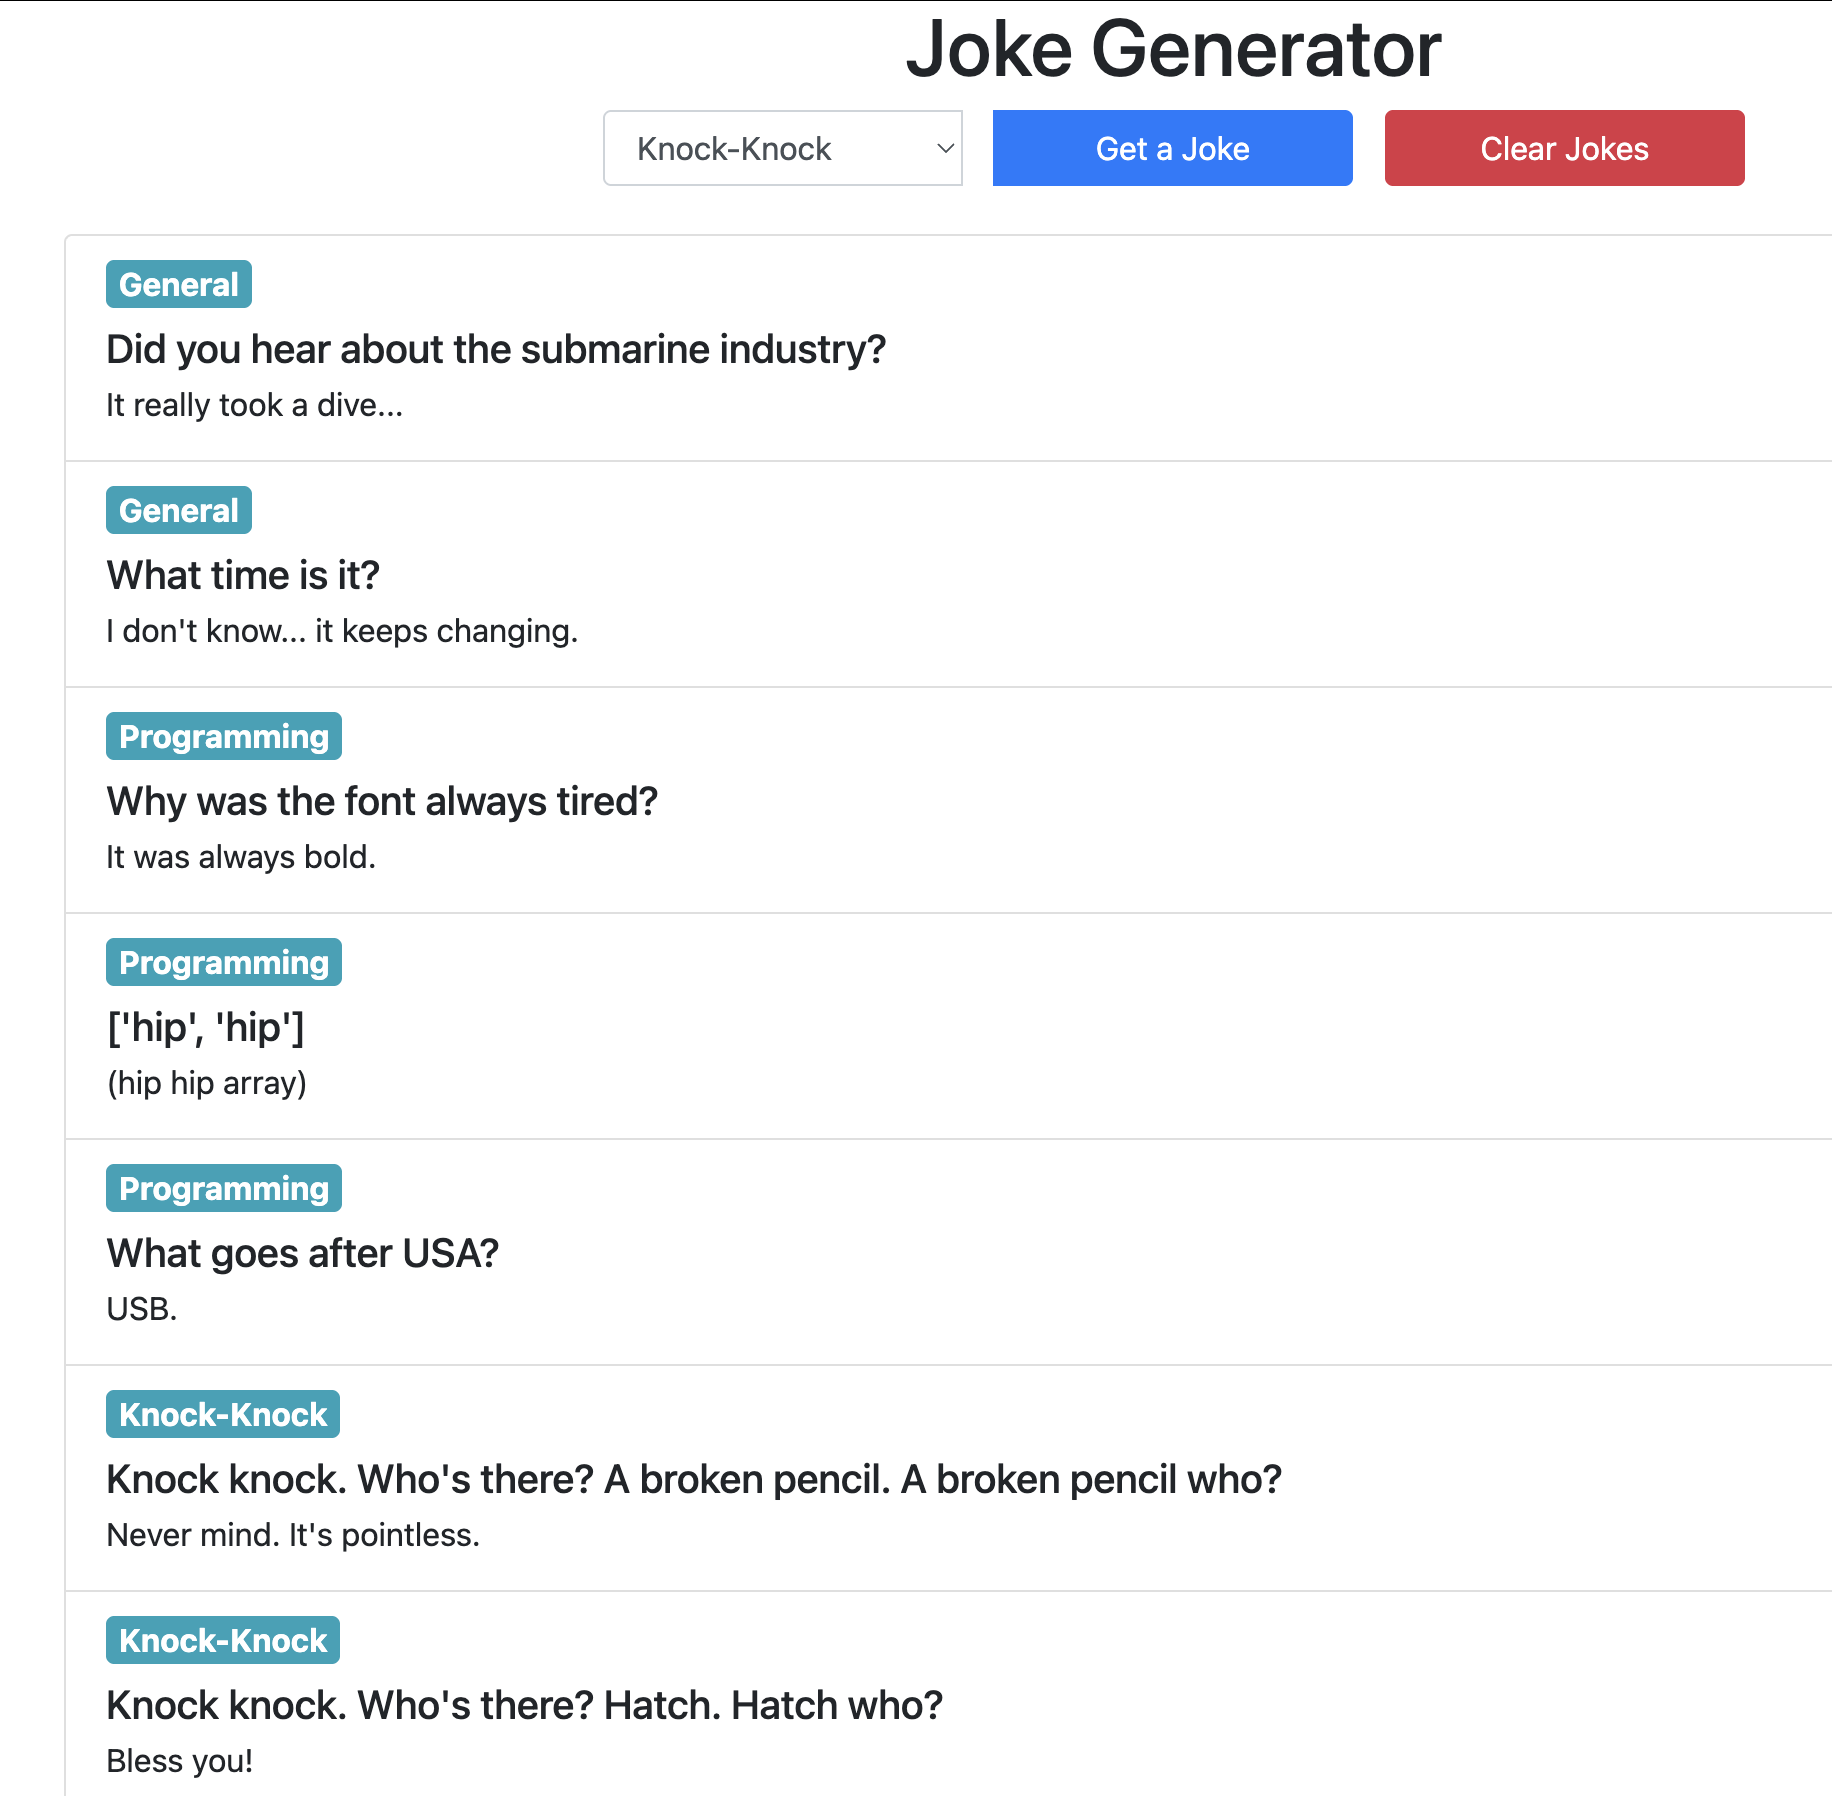 Joke Generator
Knock-Knock
Get a Joke
Clear Jokes
General
Did you hear about the submarine industry?
It really took a dive...
General
What time is it?
I don't know... it keeps changing.
Programming
Why was the font always tired?
It was always bold.
Programming
['hip', 'hip']
(hip hip array)
Programming
What goes after USA?
USB.
Knock-Knock
Knock knock. Who's there? A broken pencil. A broken pencil who?
Never mind. It's pointless.
Knock-Knock
Knock knock. Who's there? Hatch. Hatch who?
Bless you!